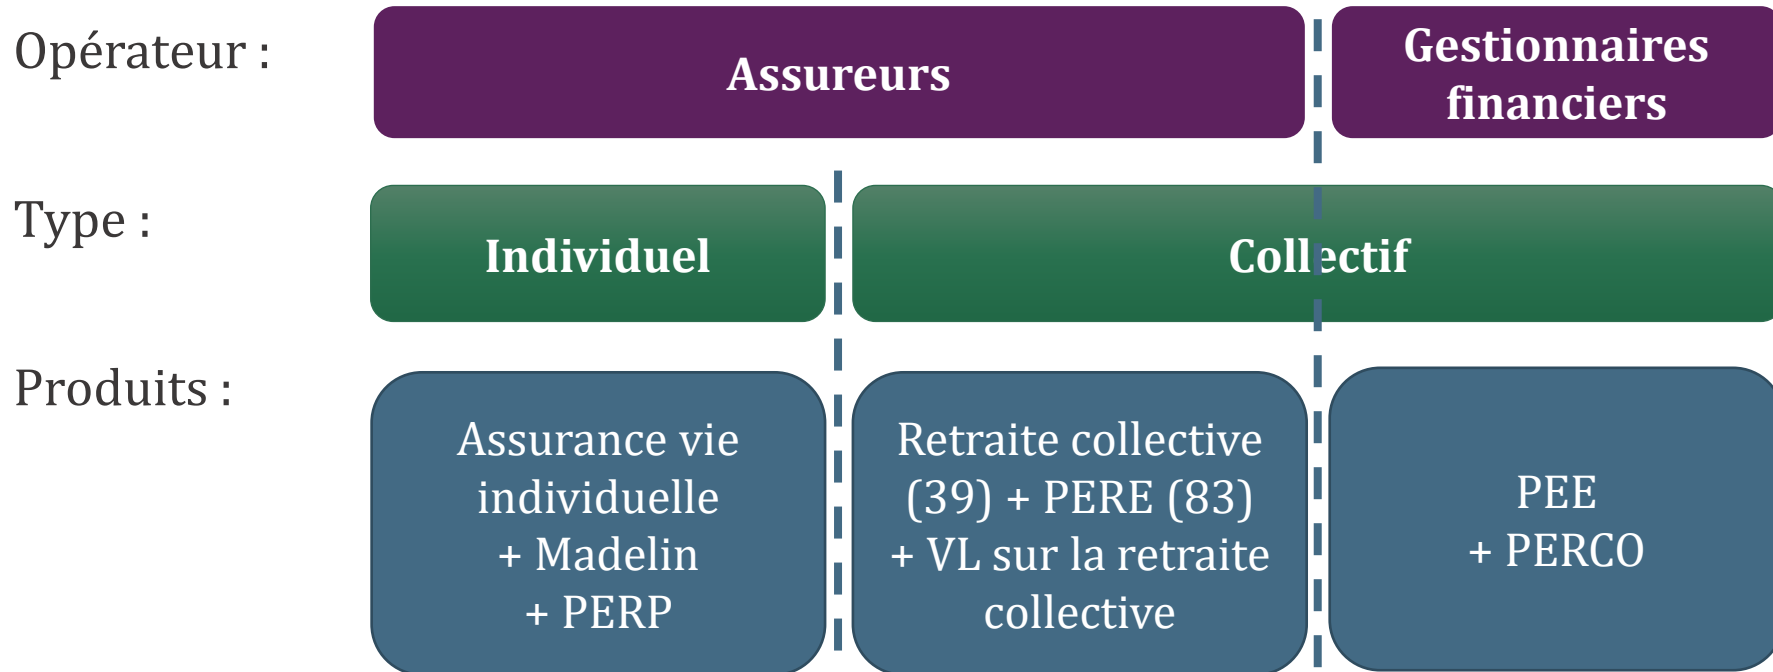 Opérateur :
Assureurs
Gestionnaires
financiers
Type :
Individuel
Collectif
Produits :
Assurance vie
individuelle
+ Madelin
+ PERP
Retraite collective
(39) + PERE (83)
+ VL sur la retraite
collective
PEE
+ PERCO